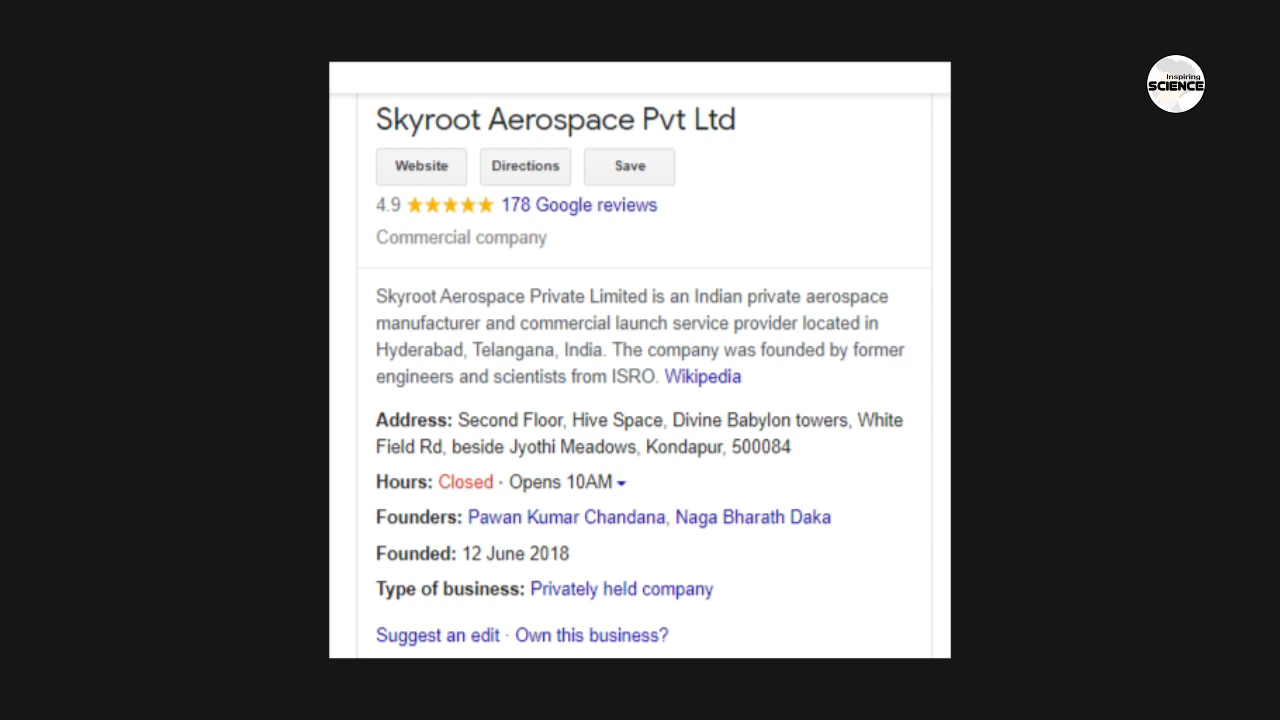 Inspiring
SCIENCE
Skyroot Aerospace Pvt Ltd
Website Directions Save
4.9 178 Google reviews
Commercial company
Skyroot Aerospace Private Limited is an Indian private aerospace
manufacturer and commercial launch service provider located in
Hyderabad, Telangana, India. The company was founded by former
engineers and scientists from ISRO. Wikipedia
Address: Second Floor, Hive Space, Divine Babylon towers, White
Field Rd, beside Jyothi Meadows, Kondapur, 500084
Hours: Closed · Opens 10AM
Founders: Pawan Kumar Chandana, Naga Bharath Daka
Founded: 12 June 2018
Type of business: Privately held company
Suggest an edit · Own this business?